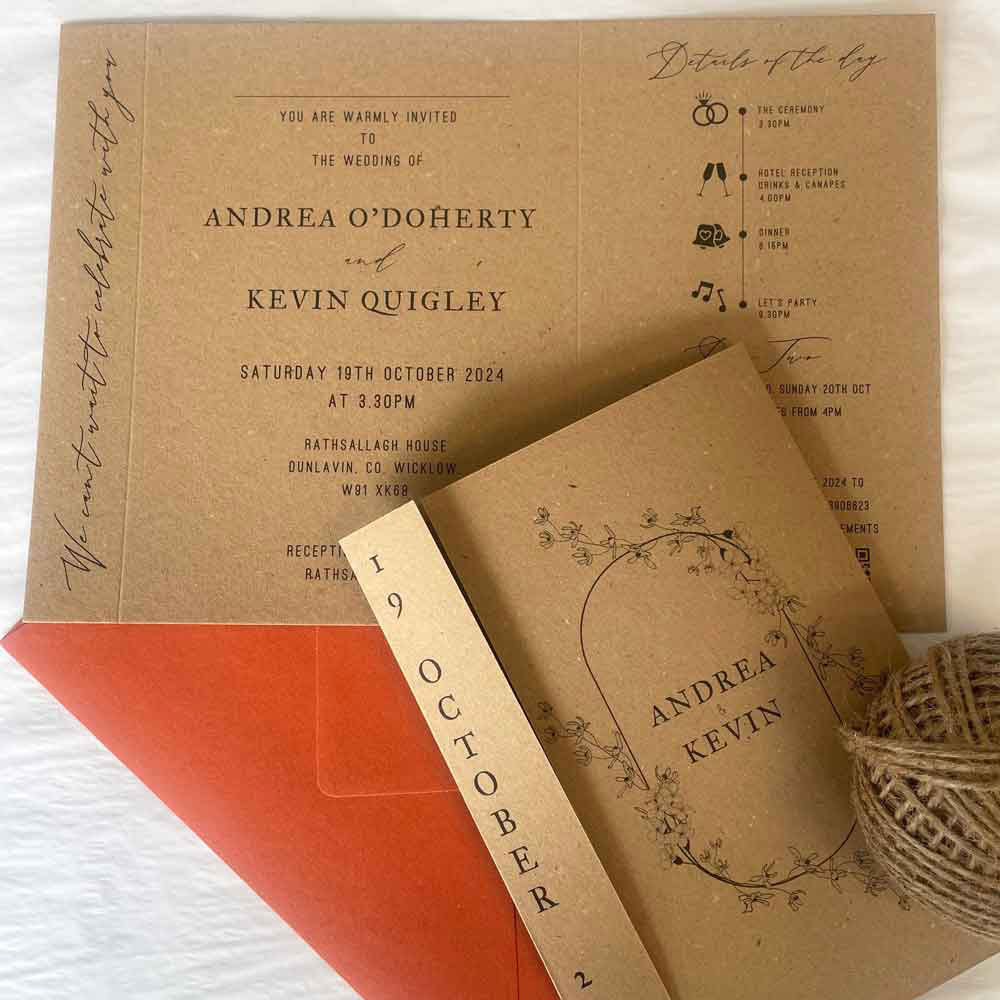 We can't wait to celebrate with you
YOU ARE WARMLY INVITED
TO
THE WEDDING OF
ANDREA O'DOHERTY
and
KEVIN QUIGLEY
SATURDAY 19TH OCTOBER 2024
AT 3.30PM
RATHSALLAGH HOUSE
DUNLAVIN, CO. WICKLOW
W91 XK68
Details of the day
THE CEREMONY
3.30PM
HOTEL RECEPTION
DRINKS & CANAPES
4.00PM
DINNER
6.15PM
LET'S PARTY
9.30PM
Two
SUNDAY 20TH OCT
FROM 4PM
2024 TO
19
OCTOBER
2
ANDREA
&
KEVIN